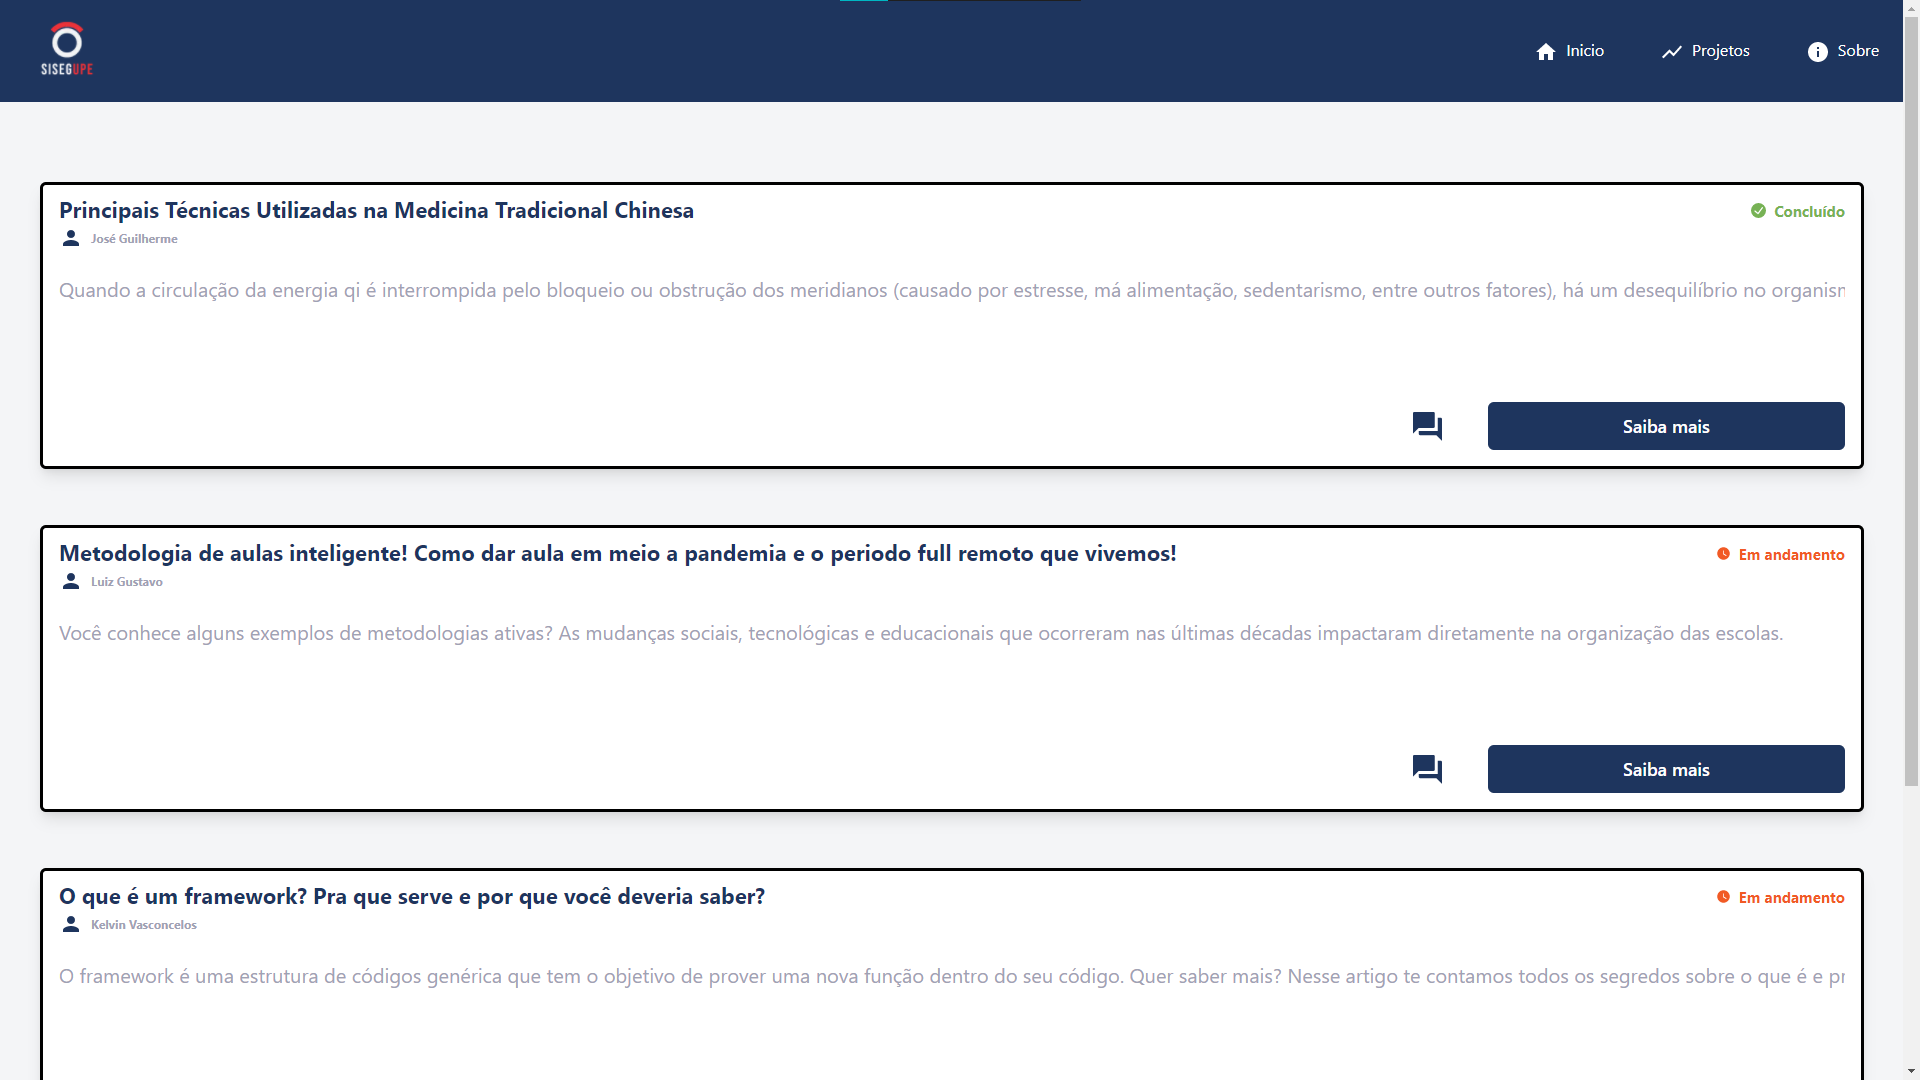 SISEGUPE
Inicio
Projetos
Sobre
Principais Técnicas Utilizadas na Medicina Tradicional Chinesa
Concluído
José Guilherme
Quando a circulação da energia qi é interrompida pelo bloqueio ou obstrução dos meridianos (causado por estresse, má alimentação, sedentarismo, entre outros fatores), há um desequilíbrio no
Saiba mais
Metodologia de aulas inteligente! Como dar aula em meio a pandemia e o periodo full remoto que vivemos!
Em andamento
Luiz Gustavo
Você conhece alguns exemplos de metodologias ativas? As mudanças sociais, tecnológicas e educacionais que ocorreram nas últimas décadas impactaram diretamente na organização das escolas.
Saiba mais
O que é um framework? Pra que serve e por que você deveria saber?
Em andamento
Kelvin Vasconcelos
O framework é uma estrutura de códigos genérica que tem o objetivo de prover uma nova função dentro do seu código. Quer saber mais? Nesse artigo te contamos todos os segredos sobre o que é e